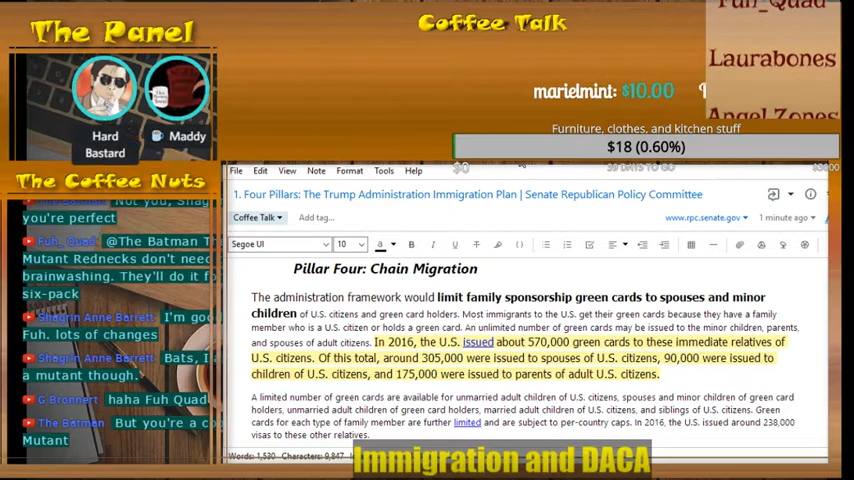 The Panel
Hard
Bastard
Maddy
The Coffee Nuts
you're perfect
Fuh_Quad: @The Batman
Mutant Rednecks don't need
brainwashing. They'll do it fo
six-pack
Shagrin Anne Barrett: I'm good
Fuh. lots of changes
Shagrin Anne Barrett: Bats, I a
a mutant though.
G Bronnert: haha Fuh Quad
The Batman: But you're a co
Mutant
Coffee Talk
marielmint: $10.00
Fuh_Quad
Laurabones
Angel Zones
Furniture, clothes, and kitchen stuff
$18 (0.60%)
$0
39 DAYS TO GO
$3000
File Edit View Note Format Tools Help
1. Four Pillars: The Trump Administration Immigration Plan | Senate Republican Policy Committee
Coffee Talk Add tag...
www.rpc.senate.gov 1 minute ago
Segoe UI 10 a B I U T
Pillar Four: Chain Migration
The administration framework would limit family sponsorship green cards to spouses and minor
children of U.S. citizens and green card holders. Most immigrants to the U.S. get their green cards because they have a family
member who is a U.S. citizen or holds a green card. An unlimited number of green cards may be issued to the minor children, parents,
and spouses of adult citizens. In 2016, the U.S. issued about 570,000 green cards to these immediate relatives of
U.S. citizens. Of this total, around 305,000 were issued to spouses of U.S. citizens, 90,000 were issued to
children of U.S. citizens, and 175,000 were issued to parents of adult U.S. citizens.
A limited number of green cards are available for unmarried adult children of U.S. citizens, spouses and minor children of green card
holders, unmarried adult children of green card holders, married adult children of U.S. citizens, and siblings of U.S. citizens. Green
cards for each type of family member are further limited and are subject to per-country caps. In 2016, the U.S. issued around 238,000
visas to these other relatives.
Words: 1,530 Characters: 9,847
Immigration and DACA